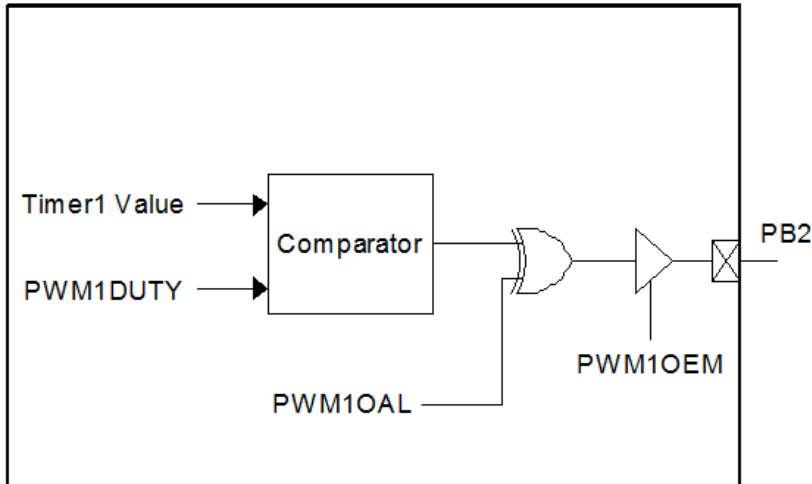 Timer1 Value
Comparator
PB2
PWM1DUTY
PWM1OEM
PWM1OAL